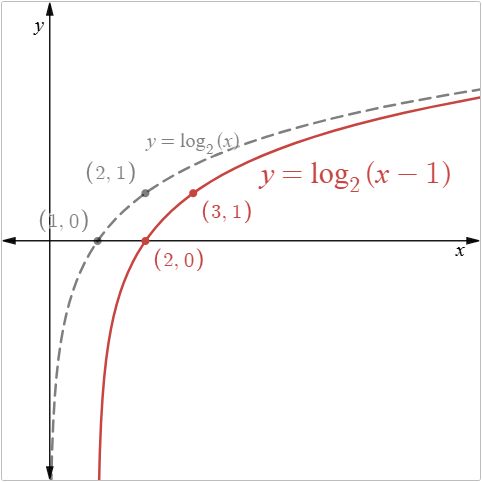 y
y = log₂(x)
(2, 1)
y = log₂(x − 1)
(3, 1)
(1, 0)
x
(2, 0)